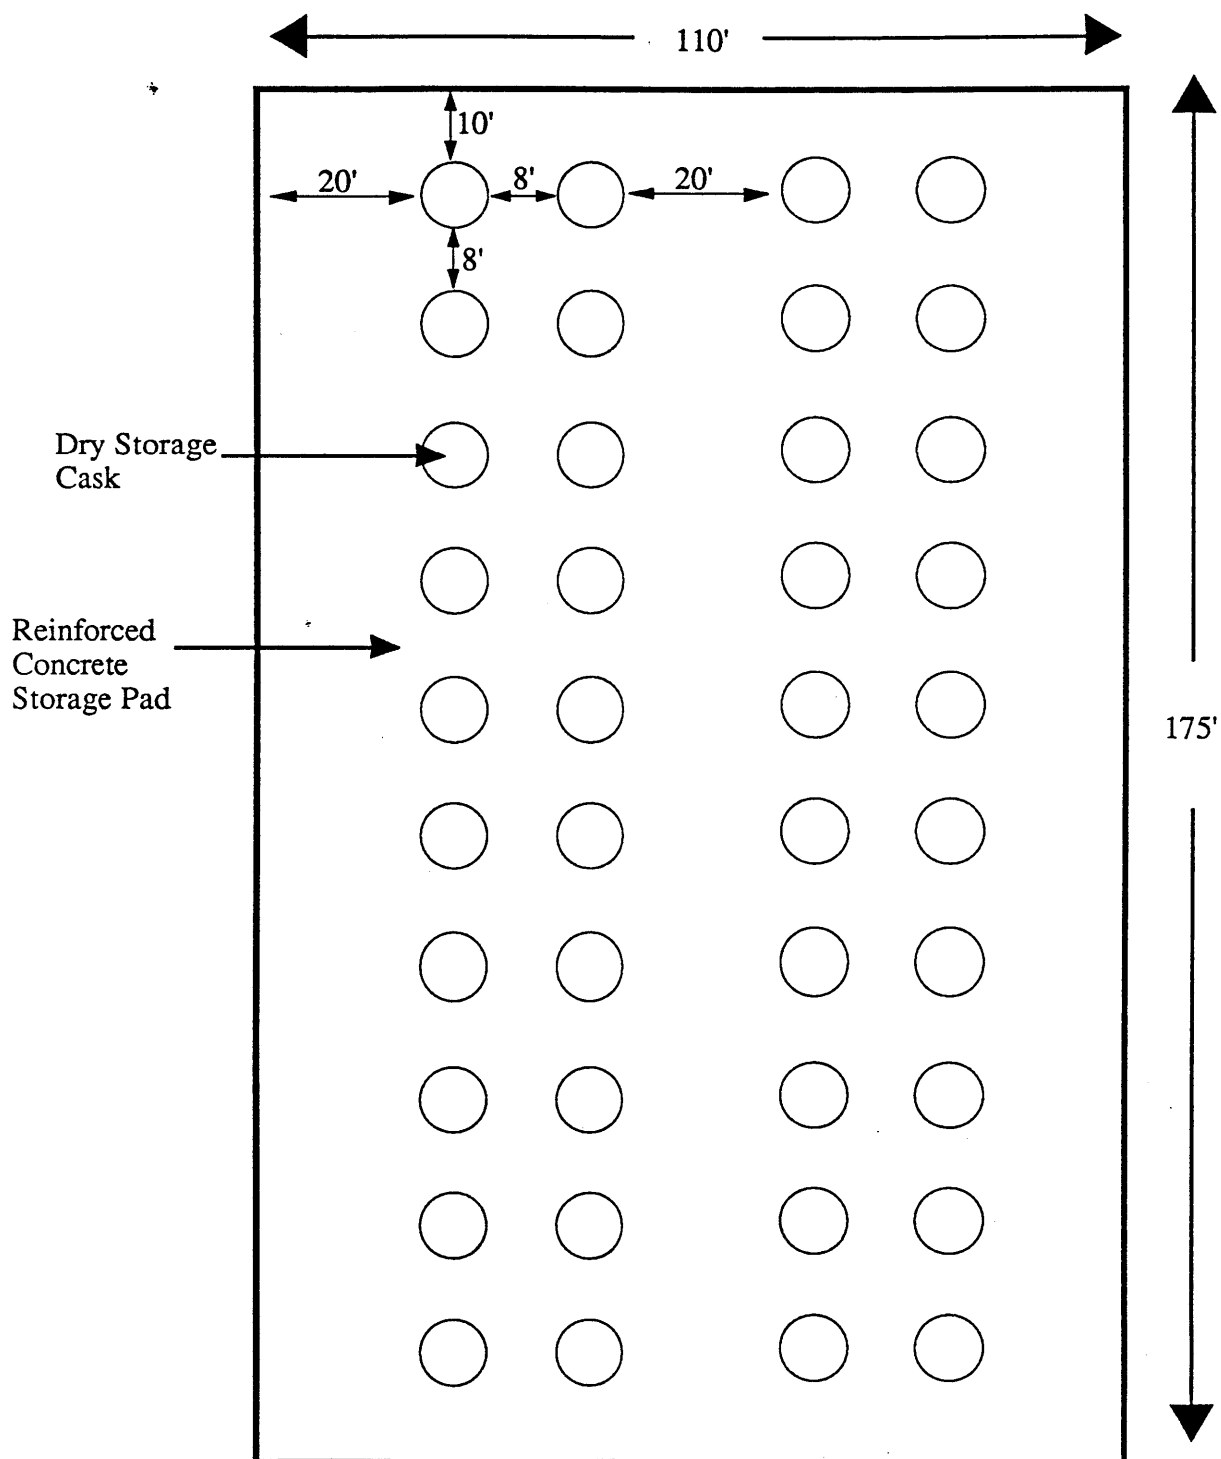 110'
10'
20'
8'
20'
8'
Dry Storage
Cask
Reinforced
Concrete
Storage Pad
175'